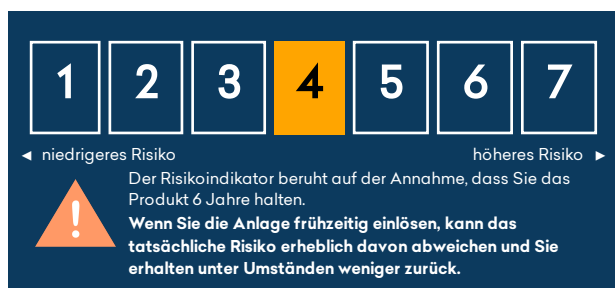 1 2 3 4 5 6 7
◄ niedrigeres Risiko höheres Risiko ►
Der Risikoindikator beruht auf der Annahme, dass Sie das
Produkt 6 Jahre halten.
Wenn Sie die Anlage frühzeitig einlösen, kann das
tatsächliche Risiko erheblich davon abweichen und Sie
erhalten unter Umständen weniger zurück.